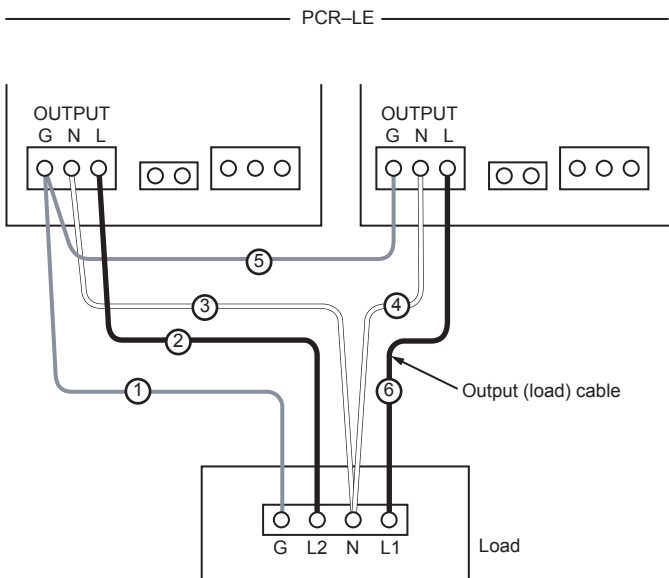 PCR–LE
OUTPUT
G N L
OUTPUT
G N L
5
3
4
2
1
6
Output (load) cable
G L2 N L1
Load